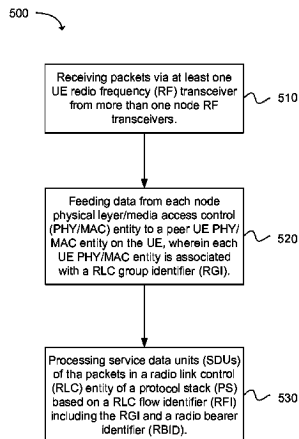 500
Receiving packets via at least one
UE redio frequency (RF) transceiver
from more than one node RF
transceivers.
510
Feeding data from each node
physical layer/media access control
(PHY/MAC) entity to a peer UE PHY/
MAC entity on the UE, wherein each
UE PHY/MAC entity is associated
with a RLC group identifier (RGI).
520
Processing service data units (SDUs)
of the packets in a radio link control
(RLC) entity of a protocol stack (PS)
based on a RLC flow identifier (RFI)
including the RGI and a radio bearer
identifier (RBID).
530